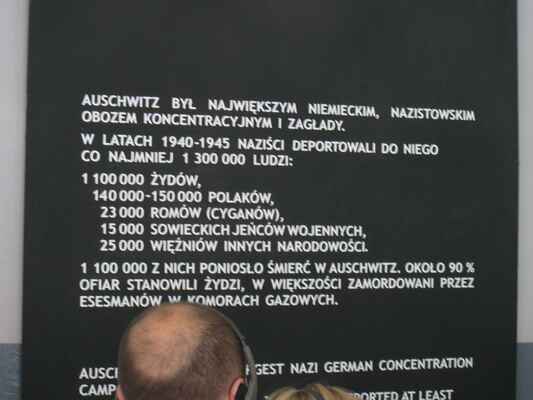 AUSCHWITZ BYŁ NAJWIĘKSZYM NIEMIECKIM, NAZISTOWSKIM
OBOZEM KONCENTRACYJNYM I ZAGŁADY.
W LATACH 1940-1945 NAZIŚCI DEPORTOWALI DO NIEGO
CO NAJMNIEJ 1 300 000 LUDZI:
1 100 000 ŻYDÓW,
140 000-150 000 POLAKÓW,
23 000 ROMÓW (CYGANÓW),
15 000 SOWIECKICH JEŃCÓW WOJENNYCH,
25 000 WIĘŹNIÓW INNYCH NARODOWOŚCI.
1 100 000 Z NICH PONIOSŁO ŚMIERĆ W AUSCHWITZ. OKOŁO 90 %
OFIAR STANOWILI ŻYDZI, W WIĘKSZOŚCI ZAMORDOWANI PRZEZ
ESESMANÓW W KOMORACH GAZOWYCH.
NAZI GERMAN CONCENTRATION
AT LEAST